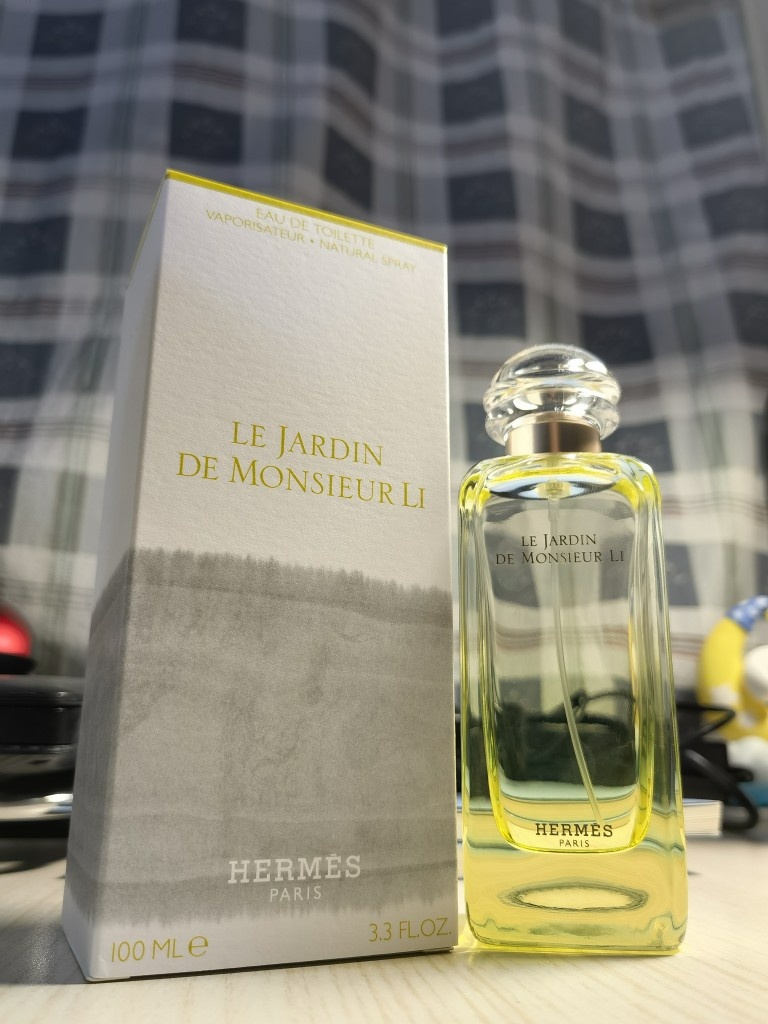 EAU DE TOILETTE
VAPORISATEUR • NATURAL SPRAY
LE JARDIN
DE MONSIEUR LI
HERMÈS
PARIS
100 ML ℮
3.3 FL.OZ.
LE JARDIN
DE MONSIEUR LI
HERMÈS
PARIS